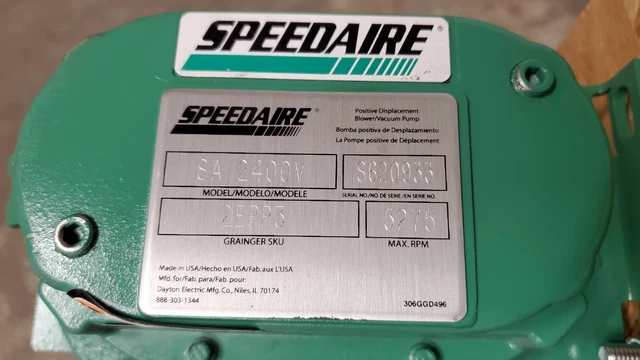 SPEEDAIRE®
SPEEDAIRE®
Positive Displacement
Blower/Vacuum Pump
Bomba positiva de Desplazamiento
La Pompe positive de Déplacement
8A 2400V
8620933
MODEL/MODELO/MODELE
SERIAL NO/NO. DE SERIE /EN SERIE NO.
2EPP3
5275
GRAINGER SKU
MAX. RPM
Made in USA/Hecho en USA/Fab. aux L'USA
Mfd. for/Fab. para/Fab. pour:
Dayton Electric Mfg. Co., Niles, IL 70174
888-303-1344
306GGD496